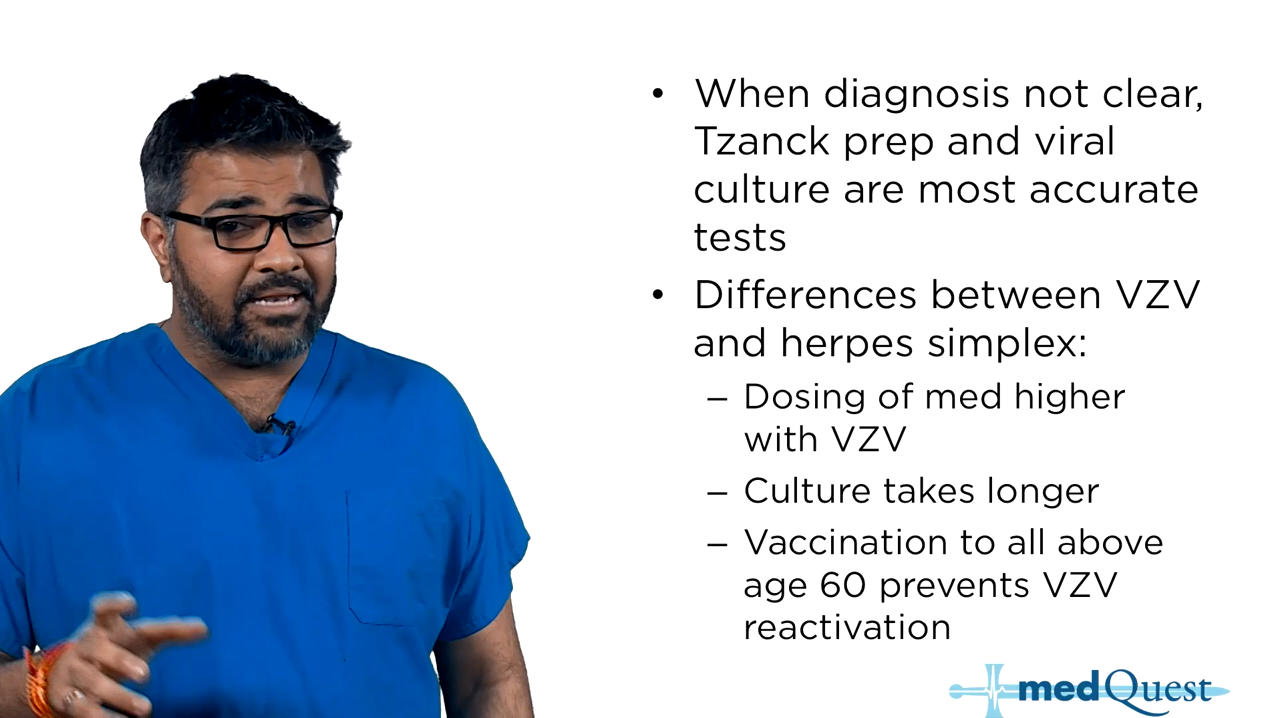 • When diagnosis not clear,
Tzanck prep and viral
culture are most accurate
tests
• Differences between VZV
and herpes simplex:
– Dosing of med higher
with VZV
– Culture takes longer
– Vaccination to all above
age 60 prevents VZV
reactivation
medQuest